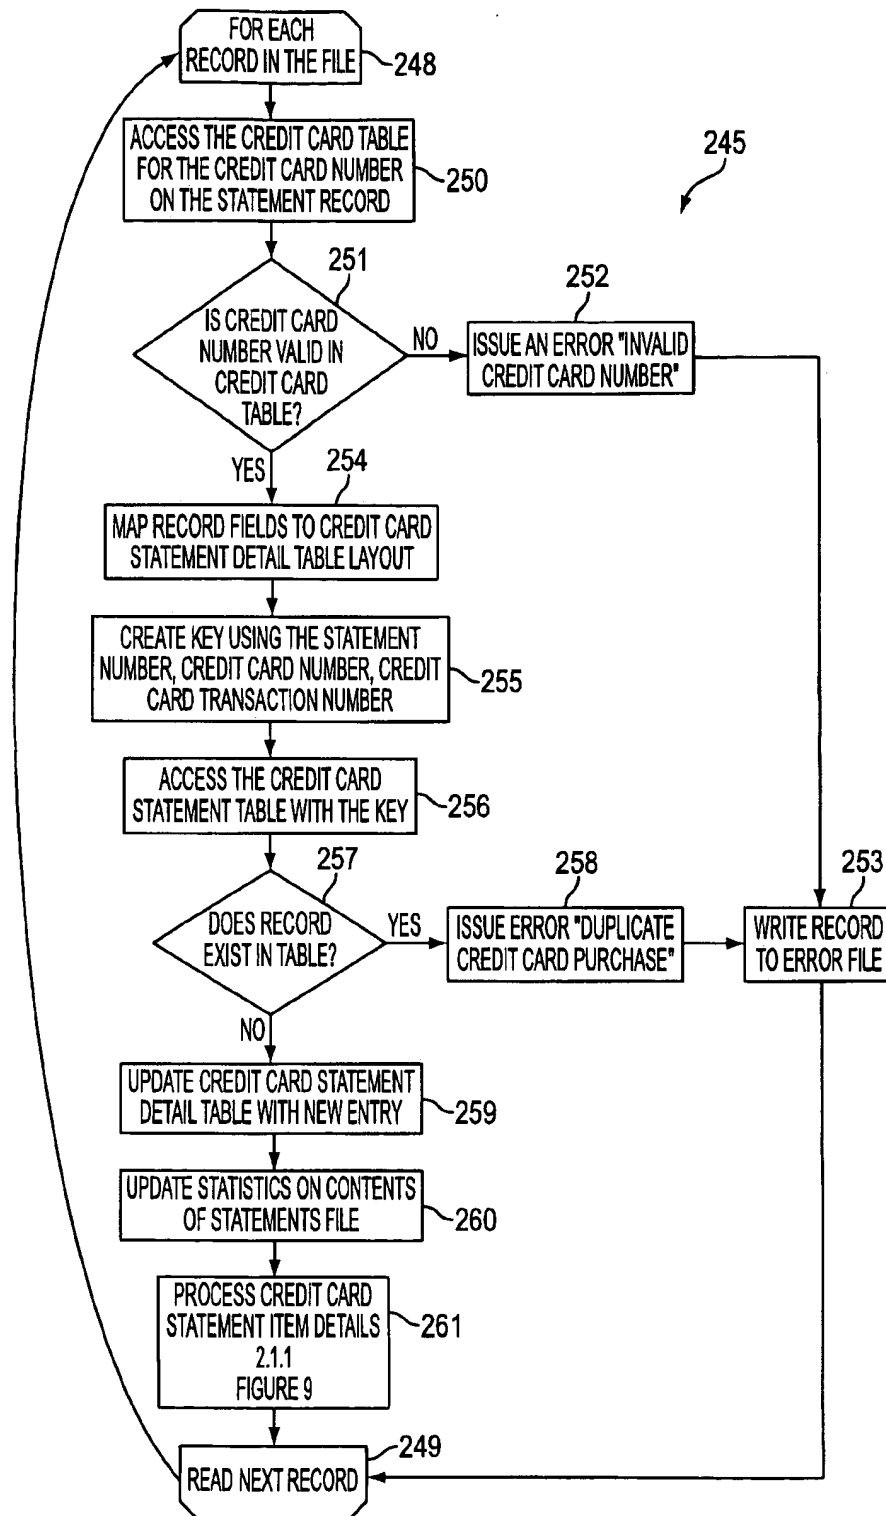 FOR EACH
RECORD IN THE FILE
248
ACCESS THE CREDIT CARD TABLE
FOR THE CREDIT CARD NUMBER
ON THE STATEMENT RECORD
250
245
251
IS CREDIT CARD
NUMBER VALID IN
CREDIT CARD
TABLE?
NO
252
ISSUE AN ERROR "INVALID
CREDIT CARD NUMBER"
YES
254
MAP RECORD FIELDS TO CREDIT CARD
STATEMENT DETAIL TABLE LAYOUT
CREATE KEY USING THE STATEMENT
NUMBER, CREDIT CARD NUMBER, CREDIT
CARD TRANSACTION NUMBER
255
ACCESS THE CREDIT CARD
STATEMENT TABLE WITH THE KEY
256
257
DOES RECORD
EXIST IN TABLE?
YES
258
ISSUE ERROR "DUPLICATE
CREDIT CARD PURCHASE"
253
WRITE RECORD
TO ERROR FILE
NO
UPDATE CREDIT CARD STATEMENT
DETAIL TABLE WITH NEW ENTRY
259
UPDATE STATISTICS ON CONTENTS
OF STATEMENTS FILE
260
PROCESS CREDIT CARD
STATEMENT ITEM DETAILS
2.1.1
FIGURE 9
261
249
READ NEXT RECORD